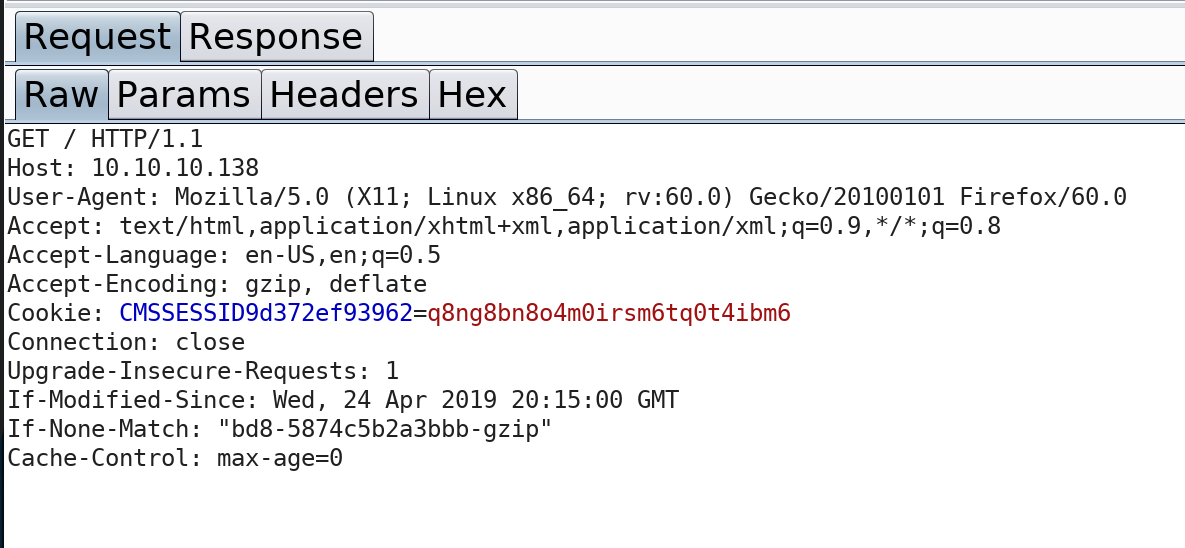 Request Response
Raw Params Headers Hex
GET / HTTP/1.1
Host: 10.10.10.138
User-Agent: Mozilla/5.0 (X11; Linux x86_64; rv:60.0) Gecko/20100101 Firefox/60.0
Accept: text/html,application/xhtml+xml,application/xml;q=0.9,*/*;q=0.8
Accept-Language: en-US,en;q=0.5
Accept-Encoding: gzip, deflate
Cookie: CMSSESSID9d372ef93962=q8ng8bn8o4m0irsm6tq0t4ibm6
Connection: close
Upgrade-Insecure-Requests: 1
If-Modified-Since: Wed, 24 Apr 2019 20:15:00 GMT
If-None-Match: "bd8-5874c5b2a3bbb-gzip"
Cache-Control: max-age=0